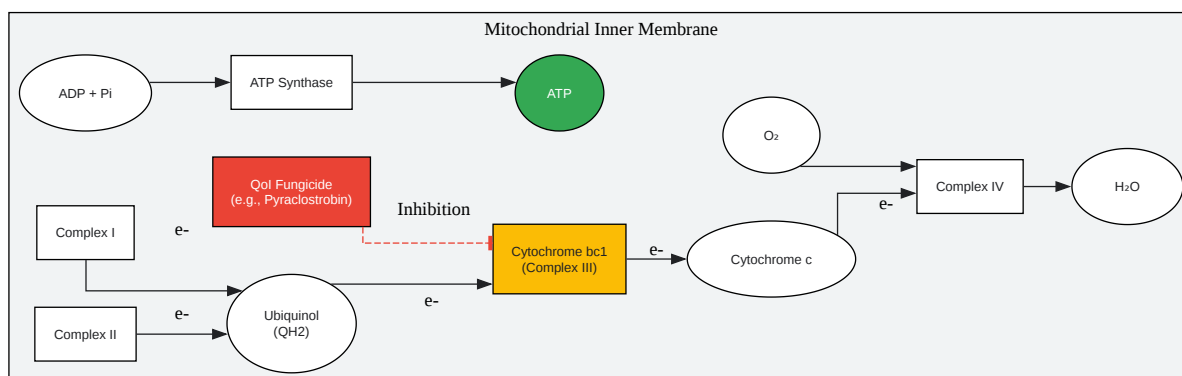 Mitochondrial Inner Membrane
ADP + Pi
ATP Synthase
ATP
O₂
QoI Fungicide
(e.g., Pyraclostrobin)
Complex IV
H₂O
Inhibition
e-
Complex I
e-
Cytochrome bc1
(Complex III)
e-
Cytochrome c
Complex II
e-
Ubiquinol
(QH2)
e-